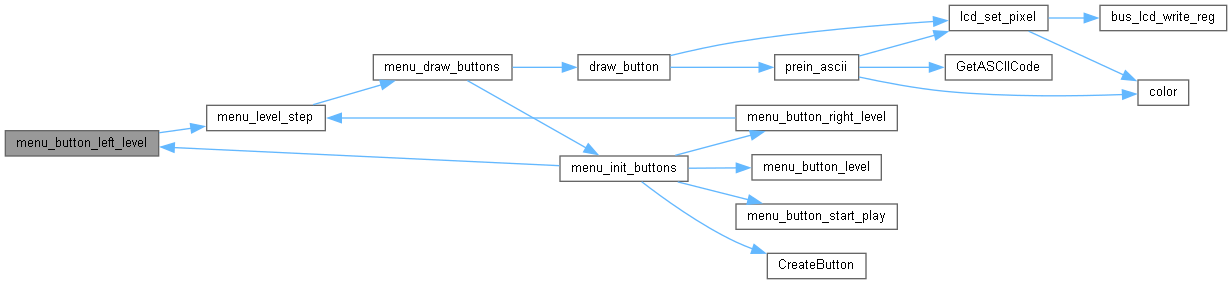 menu_button_left_level
menu_level_step
menu_draw_buttons
menu_init_buttons
draw_button
prein_ascii
menu_button_right_level
menu_button_level
menu_button_start_play
CreateButton
lcd_set_pixel
GetASCIICode
bus_lcd_write_reg
color